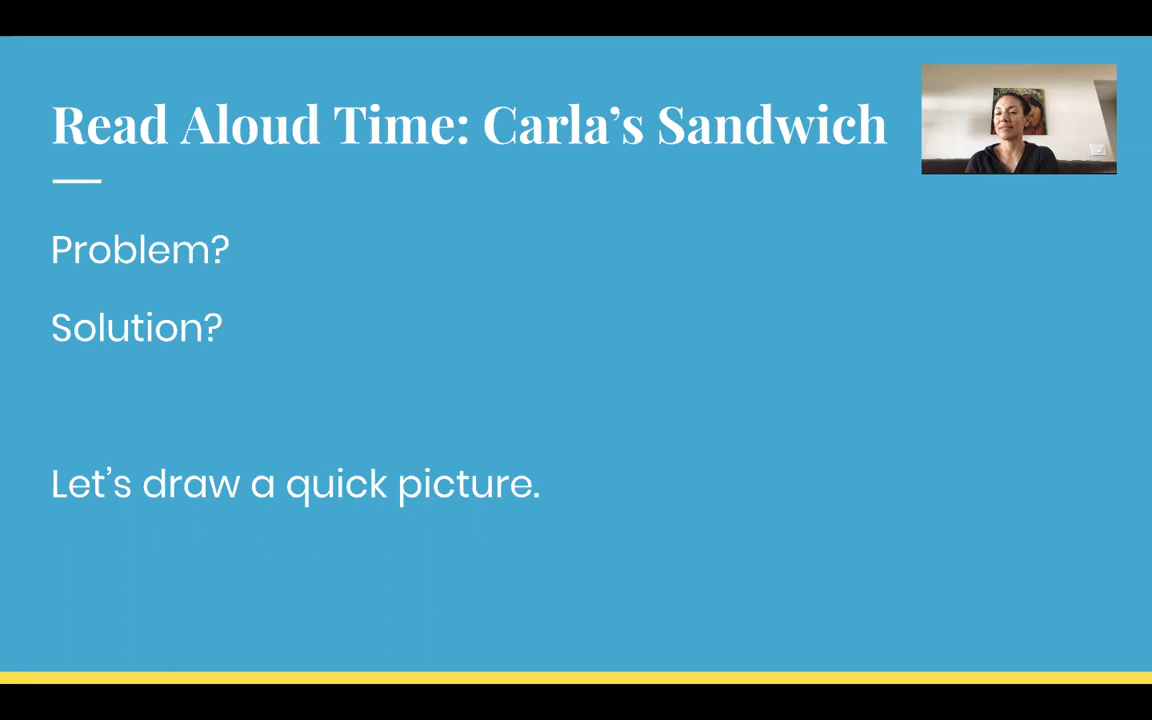 Read Aloud Time: Carla’s Sandwich
Problem?
Solution?
Let’s draw a quick picture.